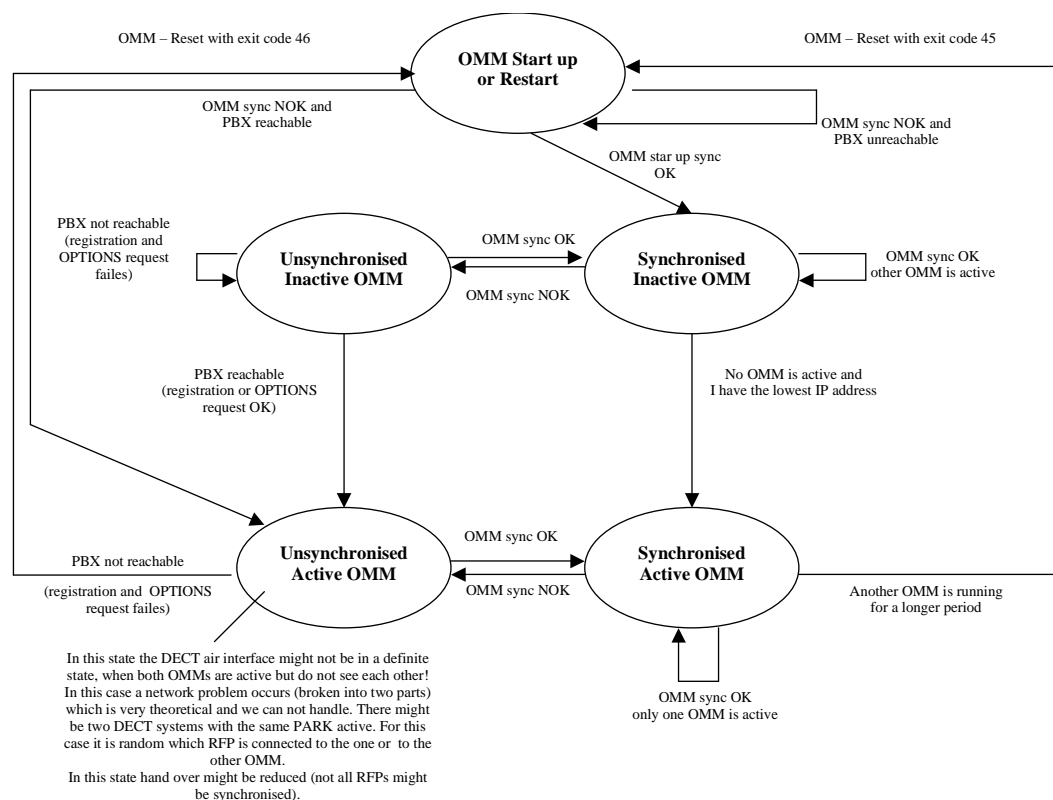 OMM – Reset with exit code 46
OMM – Reset with exit code 45
OMM Start up
or Restart
OMM sync NOK and
PBX reachable
OMM sync NOK and
PBX unreachable
OMM star up sync
OK
PBX not reachable
(registration and
OPTIONS request
failes)
Unsynchronised
Inactive OMM
OMM sync OK
OMM sync NOK
Synchronised
Inactive OMM
OMM sync OK
other OMM is active
PBX reachable
(registration or OPTIONS
request OK)
No OMM is active and
I have the lowest IP address
PBX not reachable
(registration and OPTIONS
request failes)
Unsynchronised
Active OMM
OMM sync OK
OMM sync NOK
Synchronised
Active OMM
Another OMM is running
for a longer period
In this state the DECT air interface might not be in a definite
state, when both OMMs are active but do not see each other!
In this case a network problem occurs (broken into two parts)
which is very theoretical and we can not handle. There might
be two DECT systems with the same PARK active. For this
case it is random which RFP is connected to the one or to the
other OMM.
In this state hand over might be reduced (not all RFPs might
be synchronised).
OMM sync OK
only one OMM is active